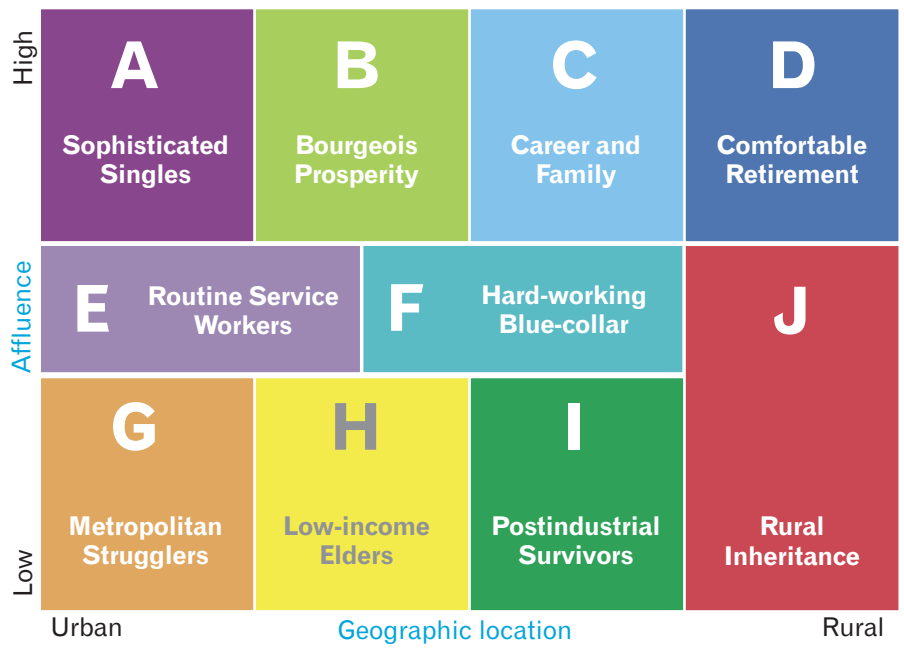 High
A
Sophisticated
Singles
B
Bourgeois
Prosperity
C
Career and
Family
D
Comfortable
Retirement
Affluence
E
Routine Service
Workers
F
Hard-working
Blue-collar
J
Rural
Inheritance
G
Metropolitan
Strugglers
H
Low-income
Elders
I
Postindustrial
Survivors
Low
Urban
Geographic location
Rural